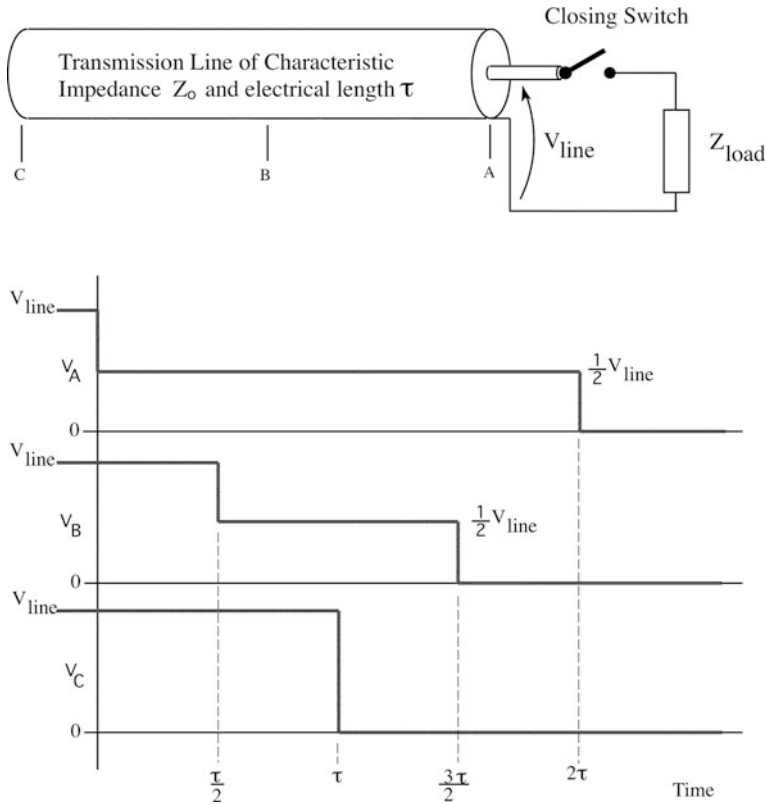 Closing Switch
Transmission Line of Characteristic
Impedance Zo and electrical length τ
Vline
Zload
C
B
A
Vline
VA
1/2 Vline
0
Vline
VB
1/2 Vline
0
Vline
VC
0
τ/2
τ
3τ/2
2τ
Time